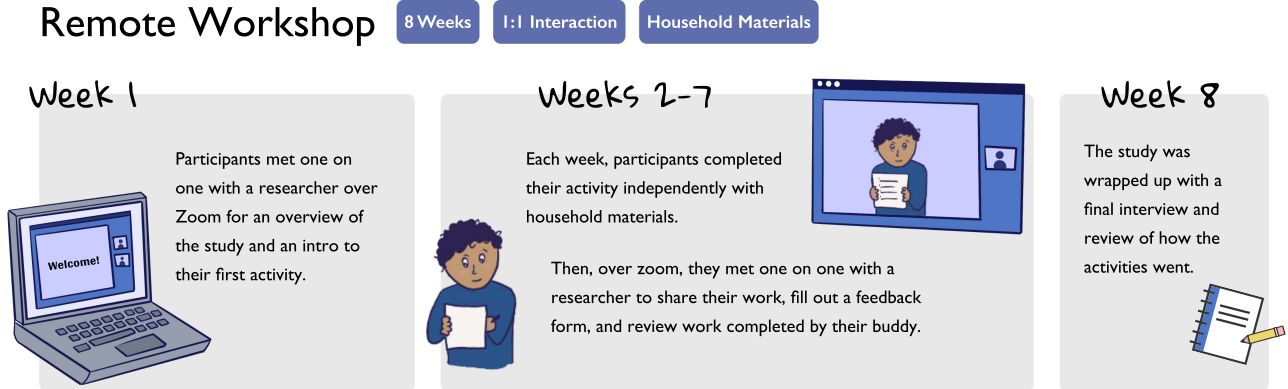 Remote Workshop
8 Weeks
1:1 Interaction
Household Materials
Week 1
Participants met one on
one with a researcher over
Zoom for an overview of
the study and an intro to
their first activity.
Welcome!
Weeks 2-7
Each week, participants completed
their activity independently with
household materials.
Then, over zoom, they met one on one with a
researcher to share their work, fill out a feedback
form, and review work completed by their buddy.
Week 8
The study was
wrapped up with a
final interview and
review of how the
activities went.